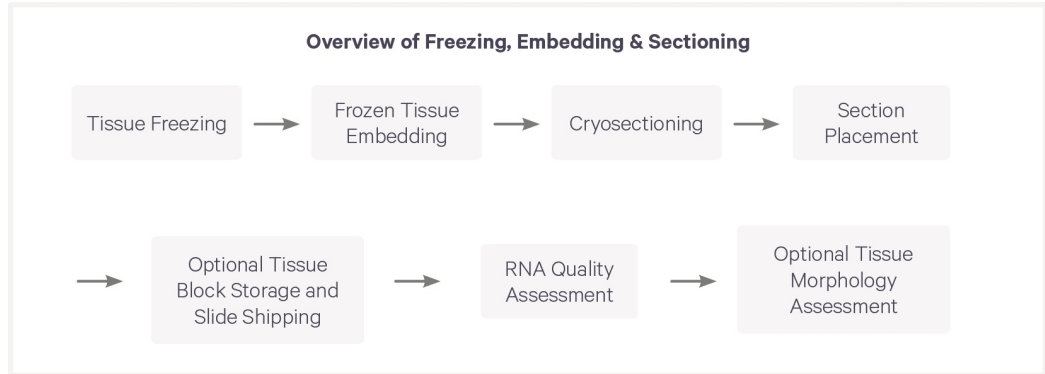 Overview of Freezing, Embedding & Sectioning
Tissue Freezing
Frozen Tissue
Embedding
Cryosectioning
Section
Placement
Optional Tissue
Block Storage and
Slide Shipping
RNA Quality
Assessment
Optional Tissue
Morphology
Assessment